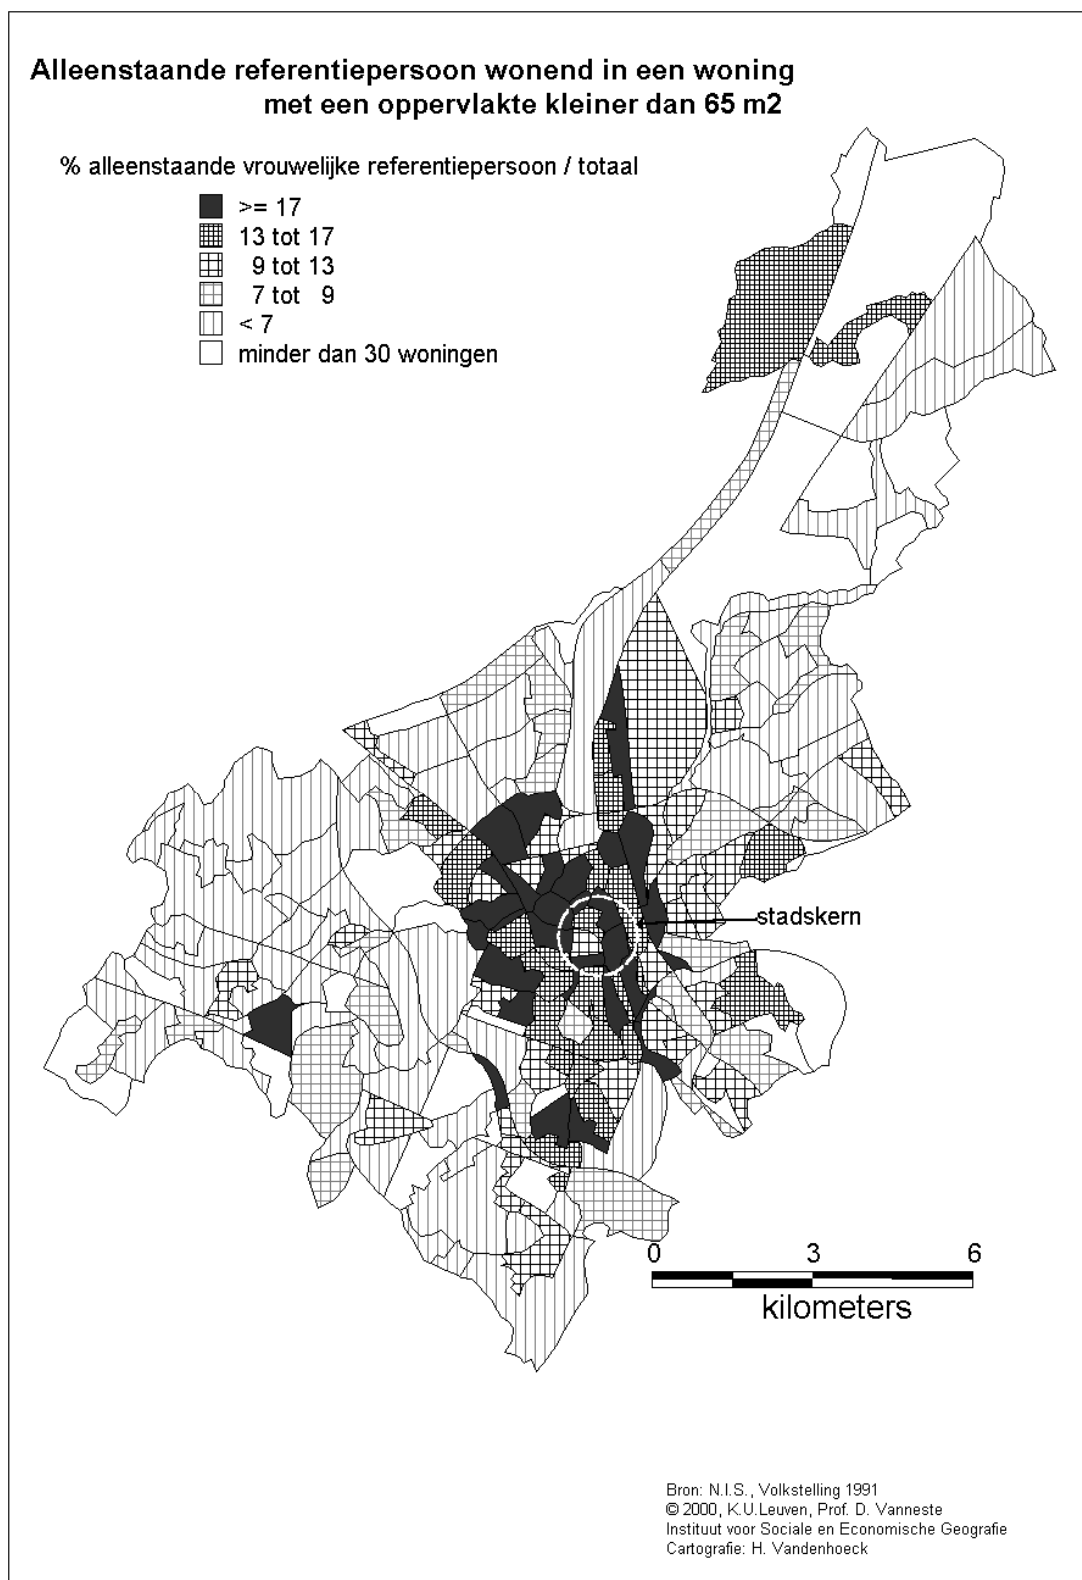 Alleenstaande referentiepersoon wonend in een woning
met een oppervlakte kleiner dan 65 m2
% alleenstaande vrouwelijke referentiepersoon / totaal
>= 17
13 tot 17
9 tot 13
7 tot 9
< 7
minder dan 30 woningen
stadskern
0 3 6
kilometers
Bron: N.I.S., Volkstelling 1991
© 2000, K.U.Leuven, Prof. D. Vanneste
Instituut voor Sociale en Economische Geografie
Cartografie: H. Vandenhoeck